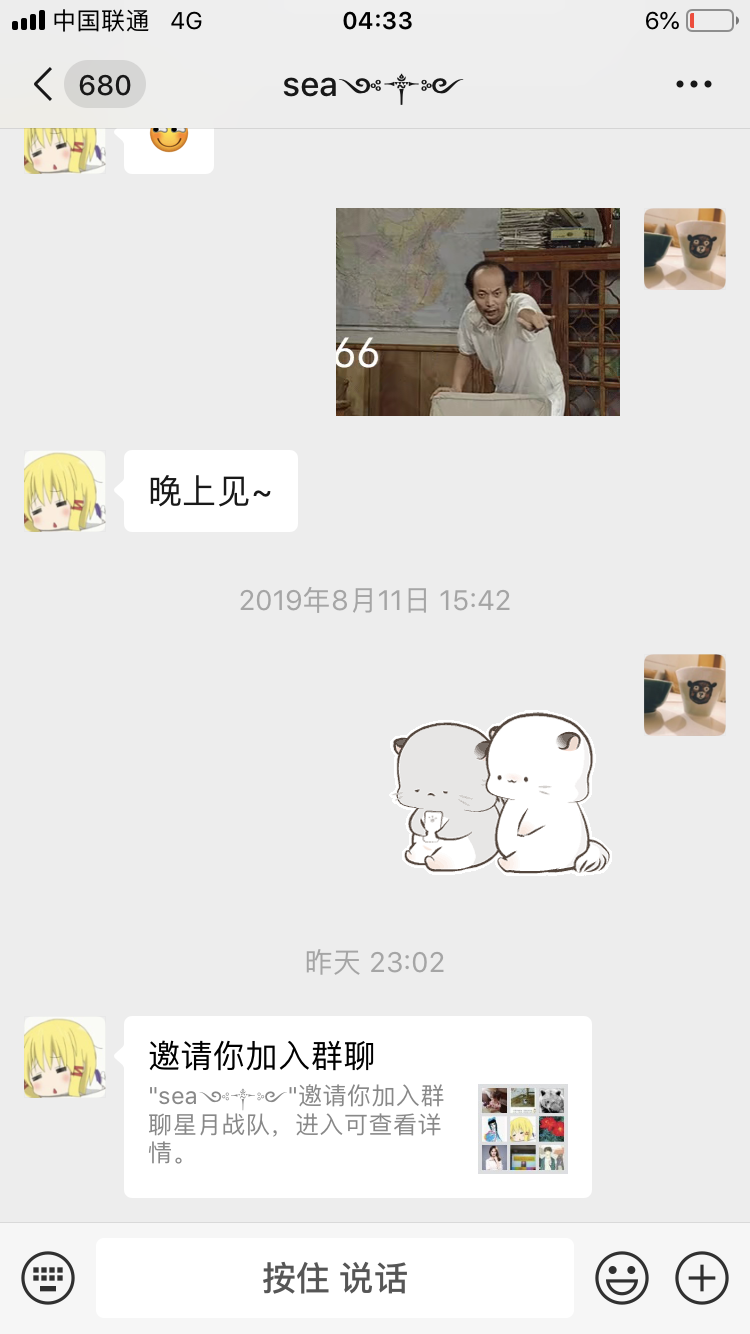 中国联通 4G 04:33 6%
680 sea༺༒༻
66
晚上见~
2019年8月11日 15:42
昨天 23:02
邀请你加入群聊
"sea༺༒༻"邀请你加入群
聊星月战队，进入可查看详
情。
按住 说话